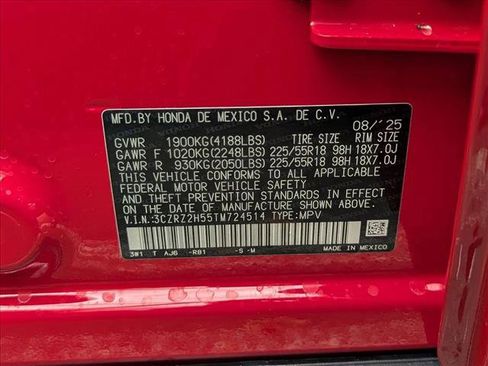 MFD.BY HONDA DE MEXICO S.A. DE C.V.
08/'25
GVWR 1900KG(4188LBS) TIRE SIZE RIM SIZE
GAWR F 1020KG(2248LBS) 225/55R18 98H 18X7.0J
GAWR R 930KG(2050LBS) 225/55R18 98H 18X7.0J
THIS VEHICLE CONFORMS TO ALL APPLICABLE
FEDERAL MOTOR VEHICLE SAFETY
AND THEFT PREVENTION STANDARDS IN EFFECT
ON THE DATE OF MANUFACTURE SHOWN ABOVE.
V.I.N:3CZRZ2H55TM724514 TYPE:MPV
3W1 T AJ6 -R81 -S -M MADE IN MEXICO